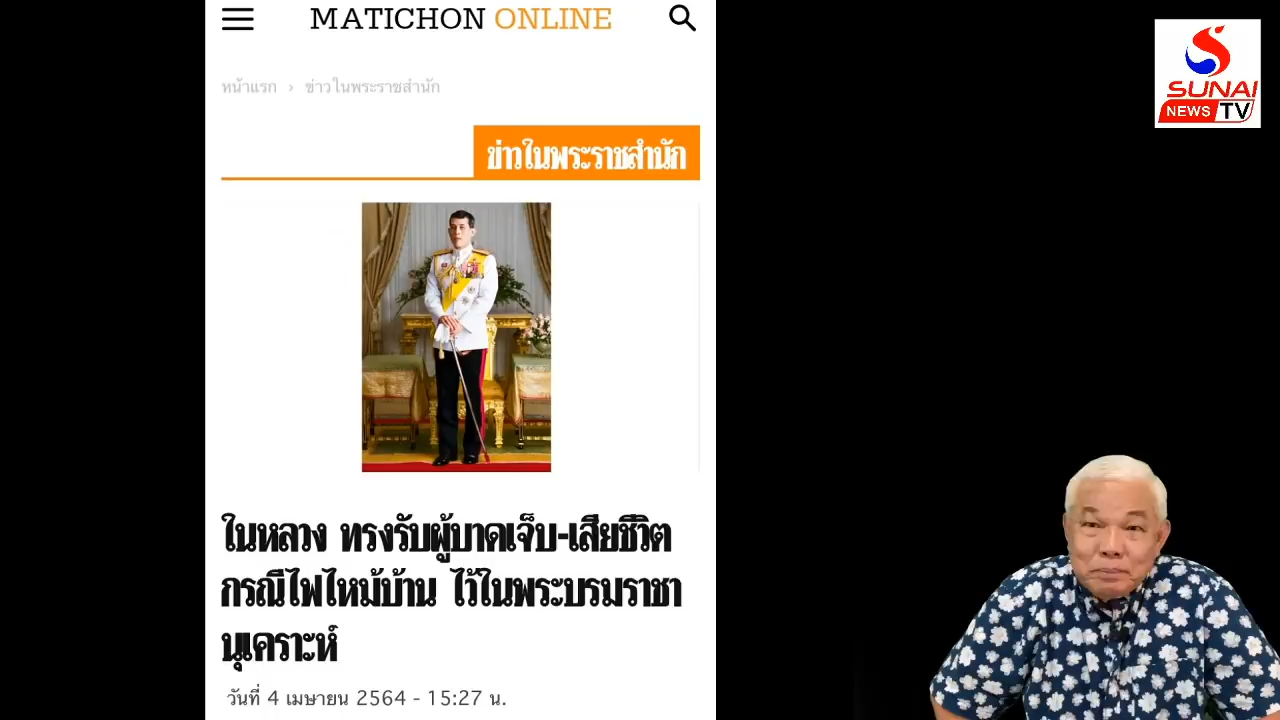 MATICHON ONLINE
หน้าแรก › ข่าวในพระราชสำนัก
ข่าวในพระราชสำนัก
ในหลวง ทรงรับผู้บาดเจ็บ-เสียชีวิต
กรณีไฟไหม้บ้าน ไว้ในพระบรมราชา
นุเคราะห์
วันที่ 4 เมษายน 2564 - 15:27 น.
SUNAI
NEWS TV